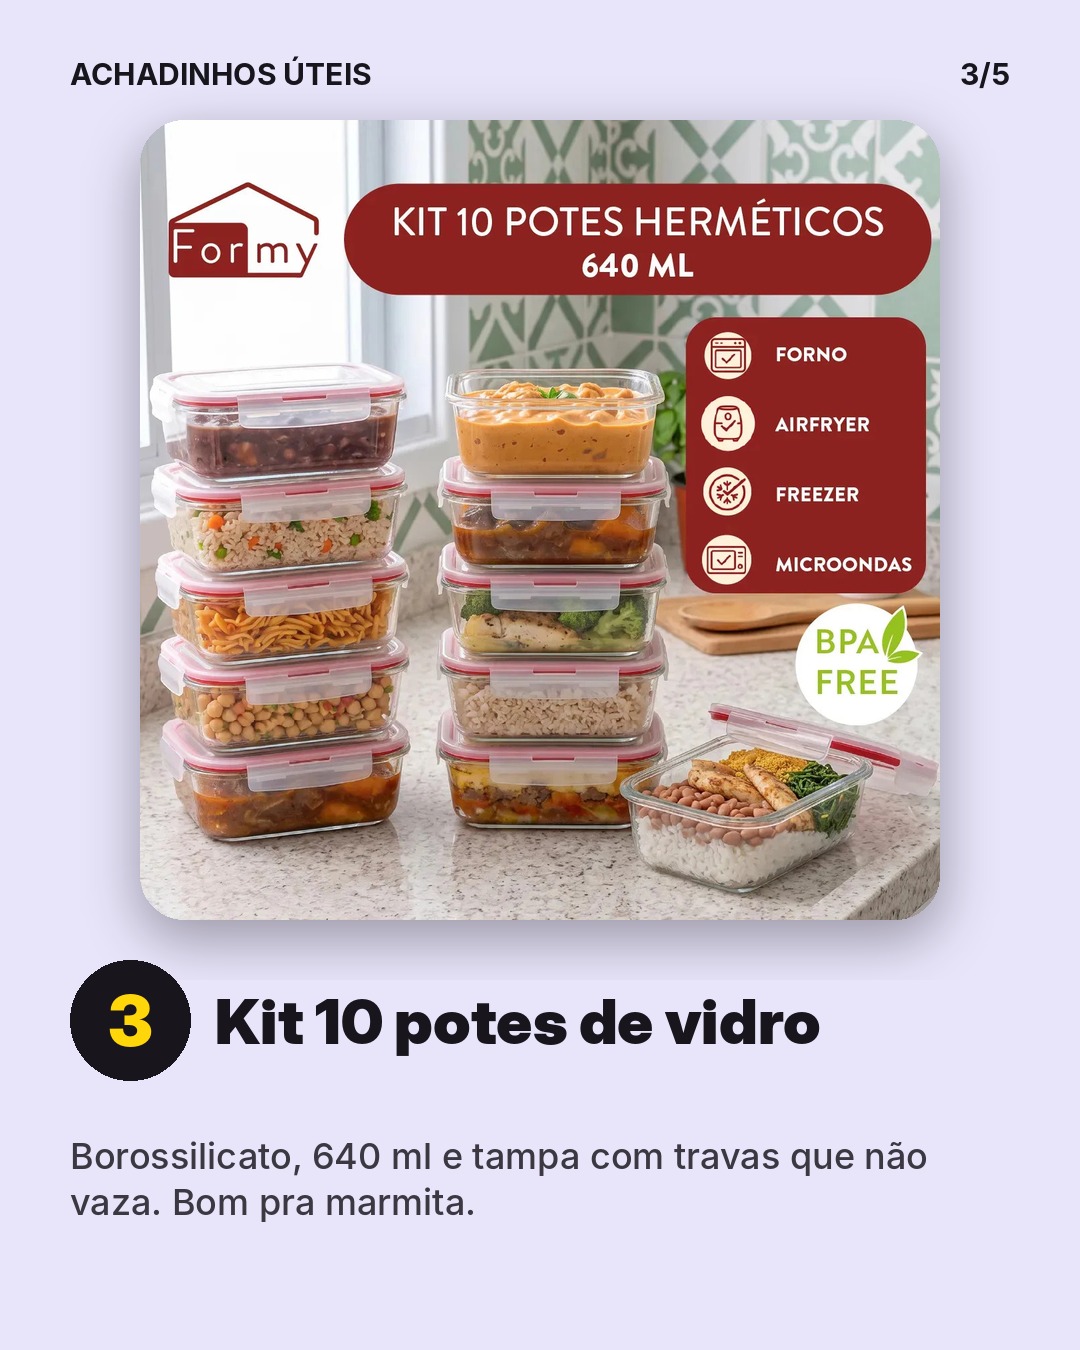 ACHADINHOS ÚTEIS
3/5
Formy
KIT 10 POTES HERMÉTICOS
640 ML
FORNO
AIRFRYER
FREEZER
MICROONDAS
BPA
FREE
3
Kit 10 potes de vidro
Borossilicato, 640 ml e tampa com travas que não
vaza. Bom pra marmita.